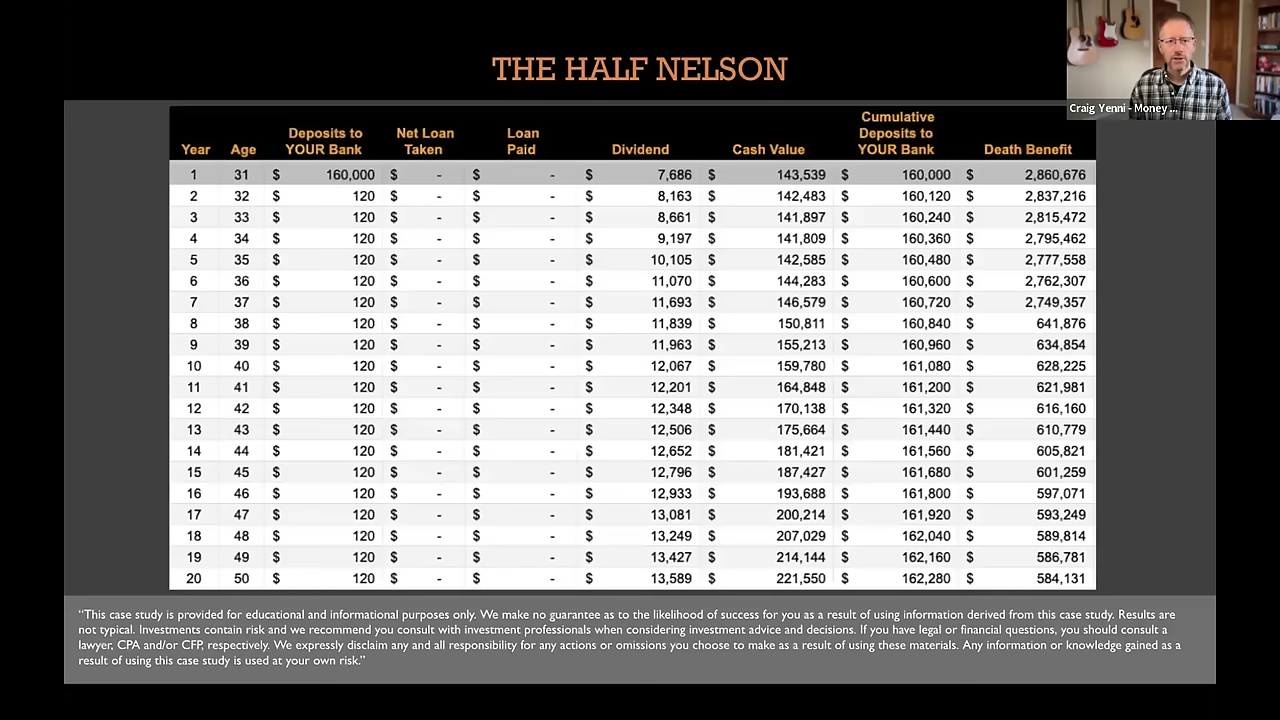 THE HALF NELSON
Craig Yenni - Money ...
Year Age Deposits to YOUR Bank Net Loan Taken Loan Paid Dividend Cash Value Cumulative Deposits to YOUR Bank Death Benefit
1 31 $ 160,000 $ - $ - $ 7,686 $ 143,539 $ 160,000 $ 2,860,676
2 32 $ 120 $ - $ - $ 8,163 $ 142,483 $ 160,120 $ 2,837,216
3 33 $ 120 $ - $ - $ 8,661 $ 141,897 $ 160,240 $ 2,815,472
4 34 $ 120 $ - $ - $ 9,197 $ 141,809 $ 160,360 $ 2,795,462
5 35 $ 120 $ - $ - $ 10,105 $ 142,585 $ 160,480 $ 2,777,558
6 36 $ 120 $ - $ - $ 11,070 $ 144,283 $ 160,600 $ 2,762,307
7 37 $ 120 $ - $ - $ 11,693 $ 146,579 $ 160,720 $ 2,749,357
8 38 $ 120 $ - $ - $ 11,839 $ 150,811 $ 160,840 $ 641,876
9 39 $ 120 $ - $ - $ 11,963 $ 155,213 $ 160,960 $ 634,854
10 40 $ 120 $ - $ - $ 12,067 $ 159,780 $ 161,080 $ 628,225
11 41 $ 120 $ - $ - $ 12,201 $ 164,848 $ 161,200 $ 621,981
12 42 $ 120 $ - $ - $ 12,348 $ 170,138 $ 161,320 $ 616,160
13 43 $ 120 $ - $ - $ 12,506 $ 175,664 $ 161,440 $ 610,779
14 44 $ 120 $ - $ - $ 12,652 $ 181,421 $ 161,560 $ 605,821
15 45 $ 120 $ - $ - $ 12,796 $ 187,427 $ 161,680 $ 601,259
16 46 $ 120 $ - $ - $ 12,933 $ 193,688 $ 161,800 $ 597,071
17 47 $ 120 $ - $ - $ 13,081 $ 200,214 $ 161,920 $ 593,249
18 48 $ 120 $ - $ - $ 13,249 $ 207,029 $ 162,040 $ 589,814
19 49 $ 120 $ - $ - $ 13,427 $ 214,144 $ 162,160 $ 586,781
20 50 $ 120 $ - $ - $ 13,589 $ 221,550 $ 162,280 $ 584,131
“This case study is provided for educational and informational purposes only. We make no guarantee as to the likelihood of success for you as a result of using information derived from this case study. Results are
not typical. Investments contain risk and we recommend you consult with investment professionals when considering investment advice and decisions. If you have legal or financial questions, you should consult a
lawyer, CPA and/or CFP, respectively. We expressly disclaim any and all responsibility for any actions or omissions you choose to make as a result of using these materials. Any information or knowledge gained as a
result of using this case study is used at your own risk.”